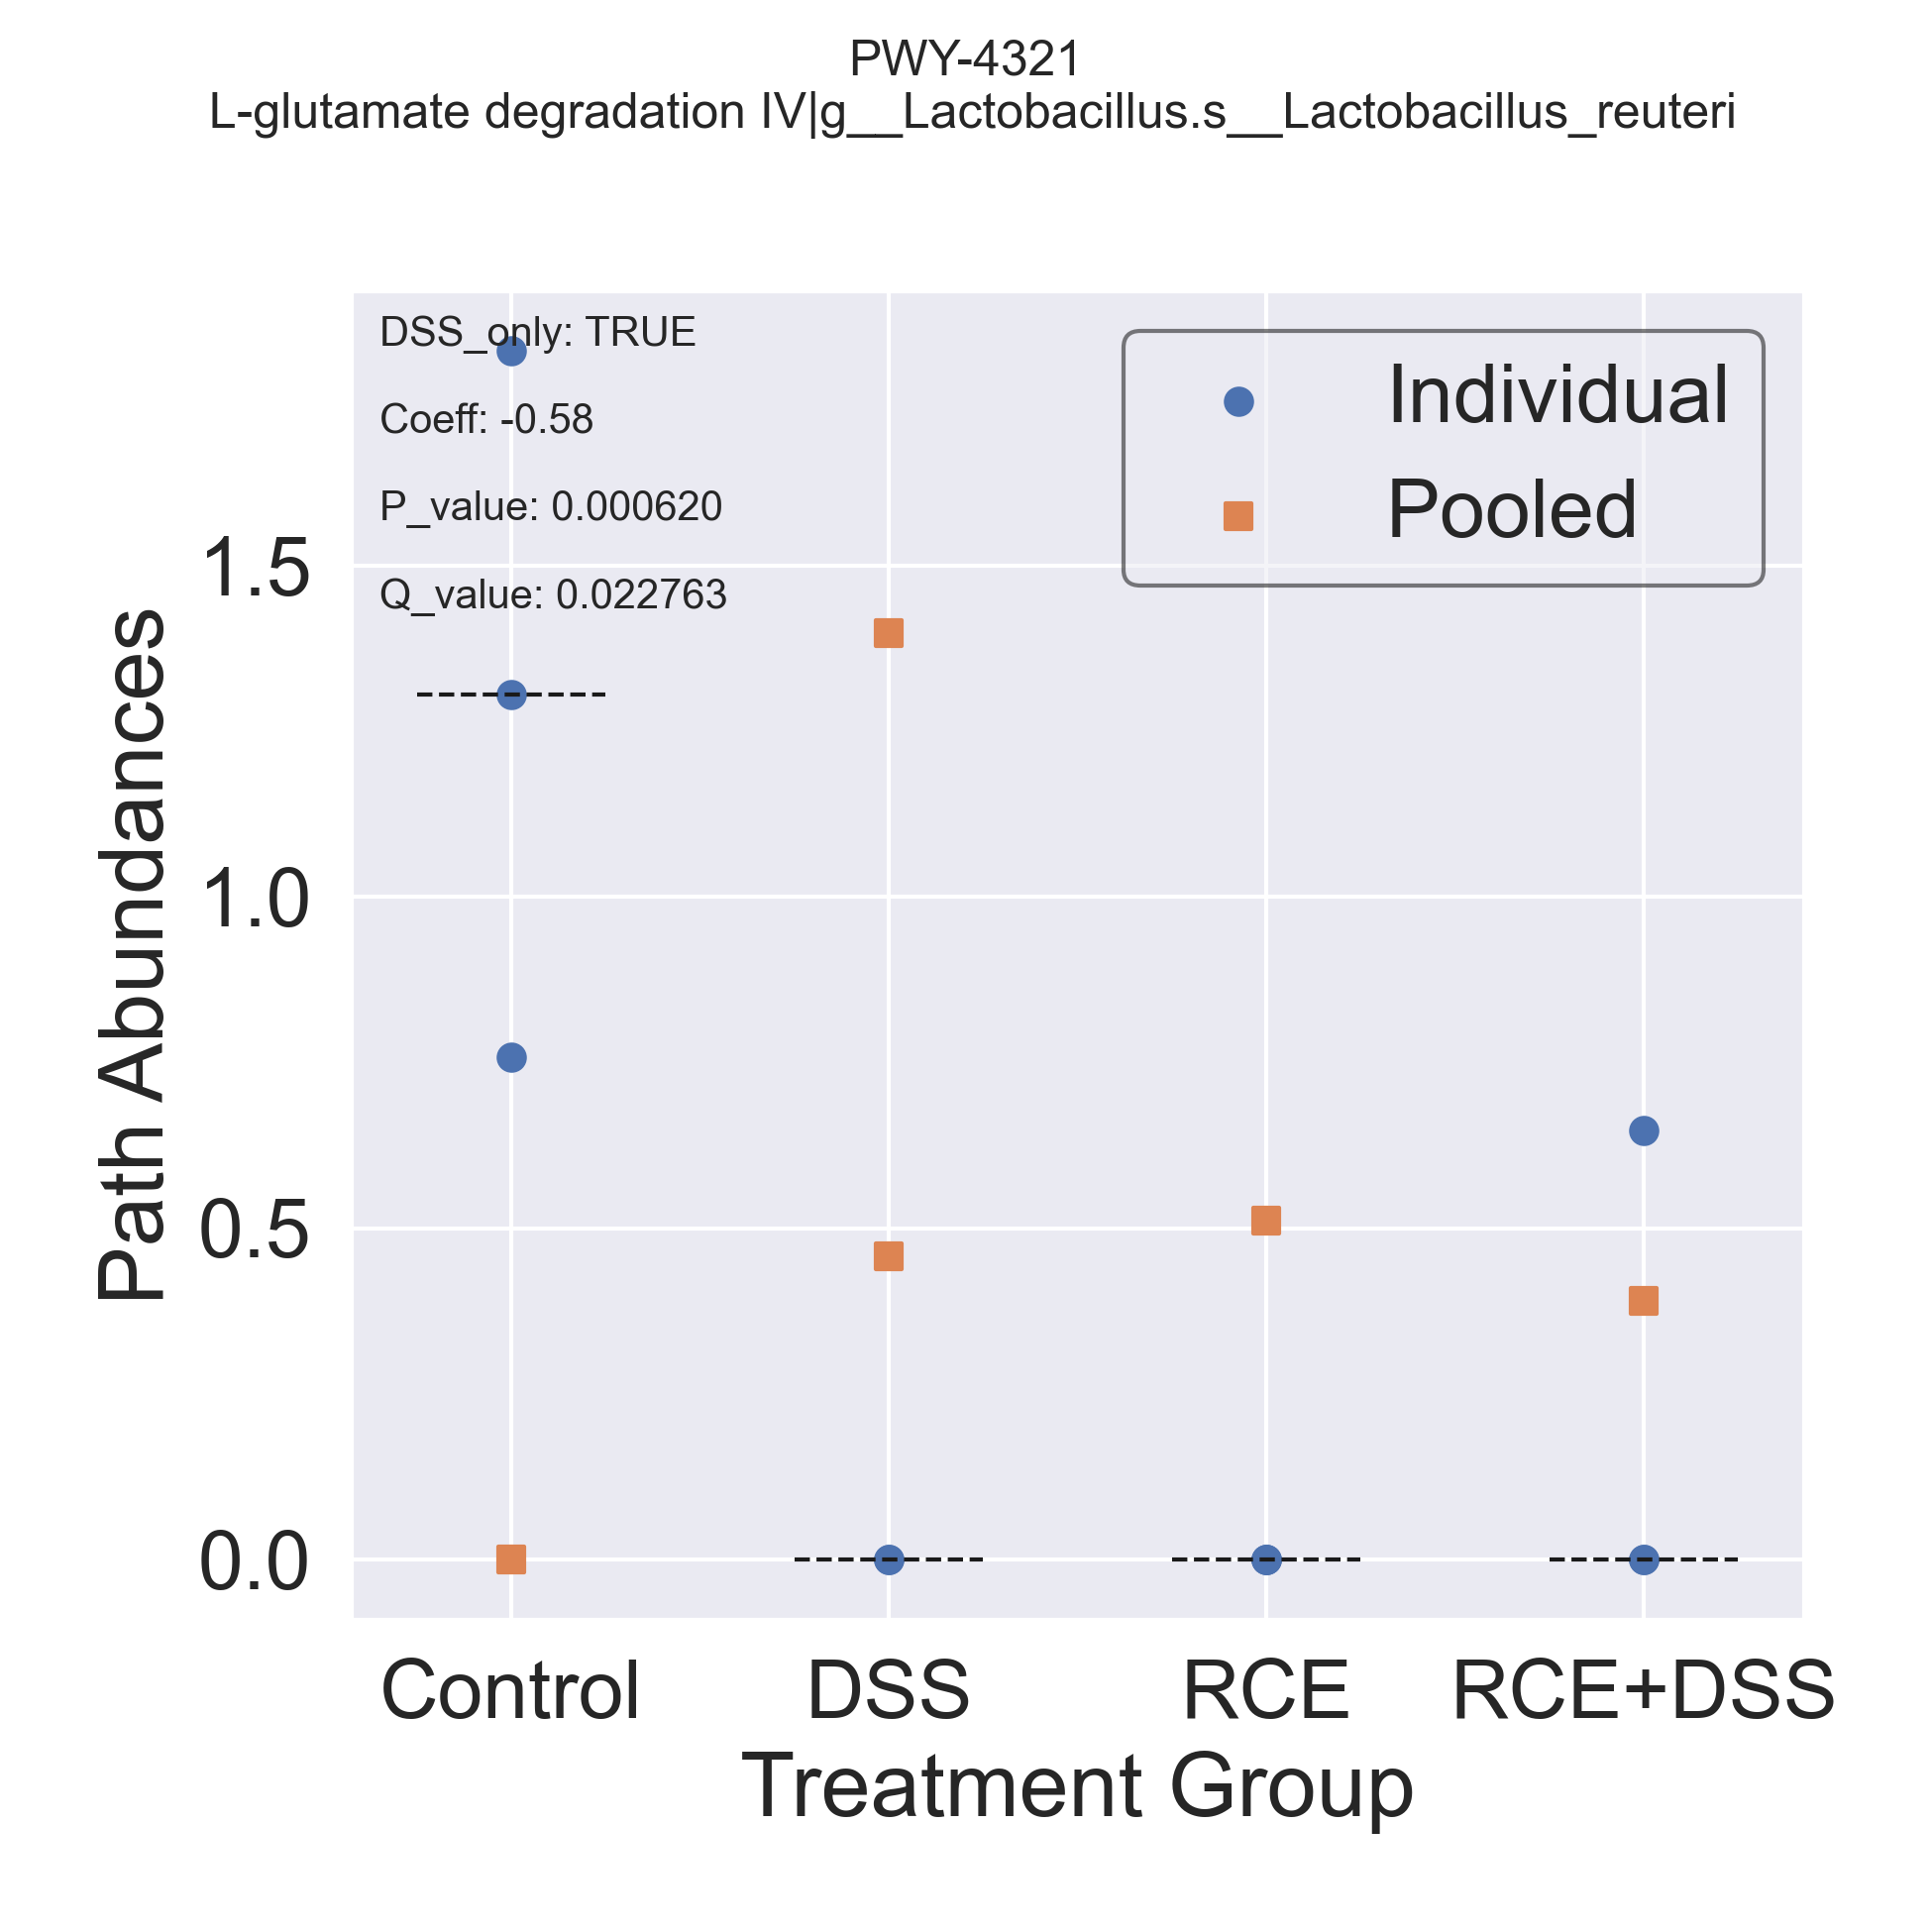 PWY-4321
L-glutamate degradation IV|g__Lactobacillus.s__Lactobacillus_reuteri
DSS_only: TRUE
Coeff: -0.58
P_value: 0.000620
Q_value: 0.022763
Individual
Pooled
1.5
1.0
0.5
0.0
Path Abundances
Control DSS RCE RCE+DSS
Treatment Group